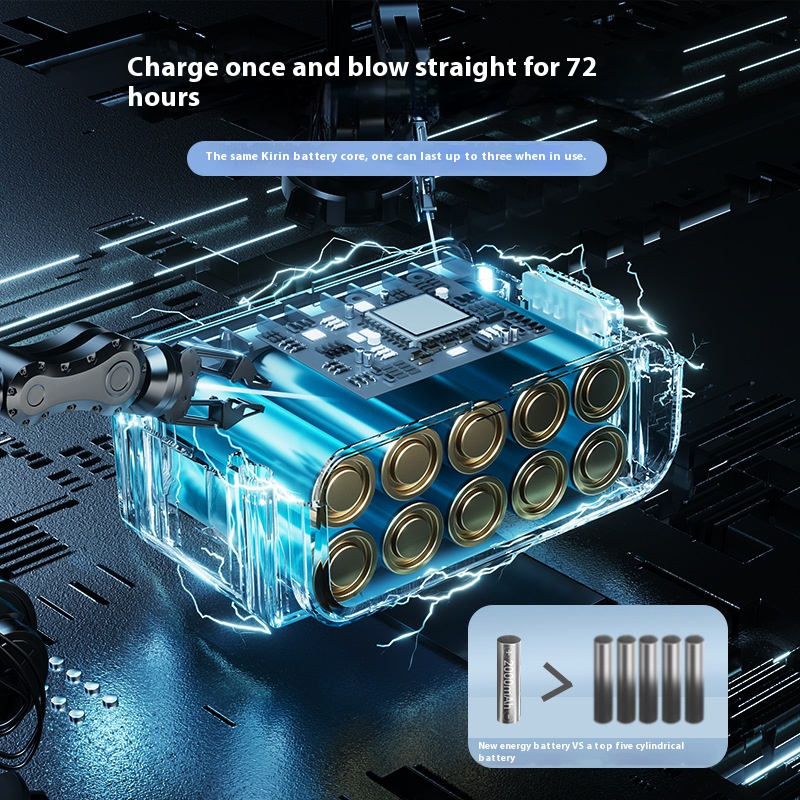 Charge once and blow straight for 72
hours
The same Kirin battery core, one can last up to three when in use.
New energy battery VS a top five cylindrical
battery